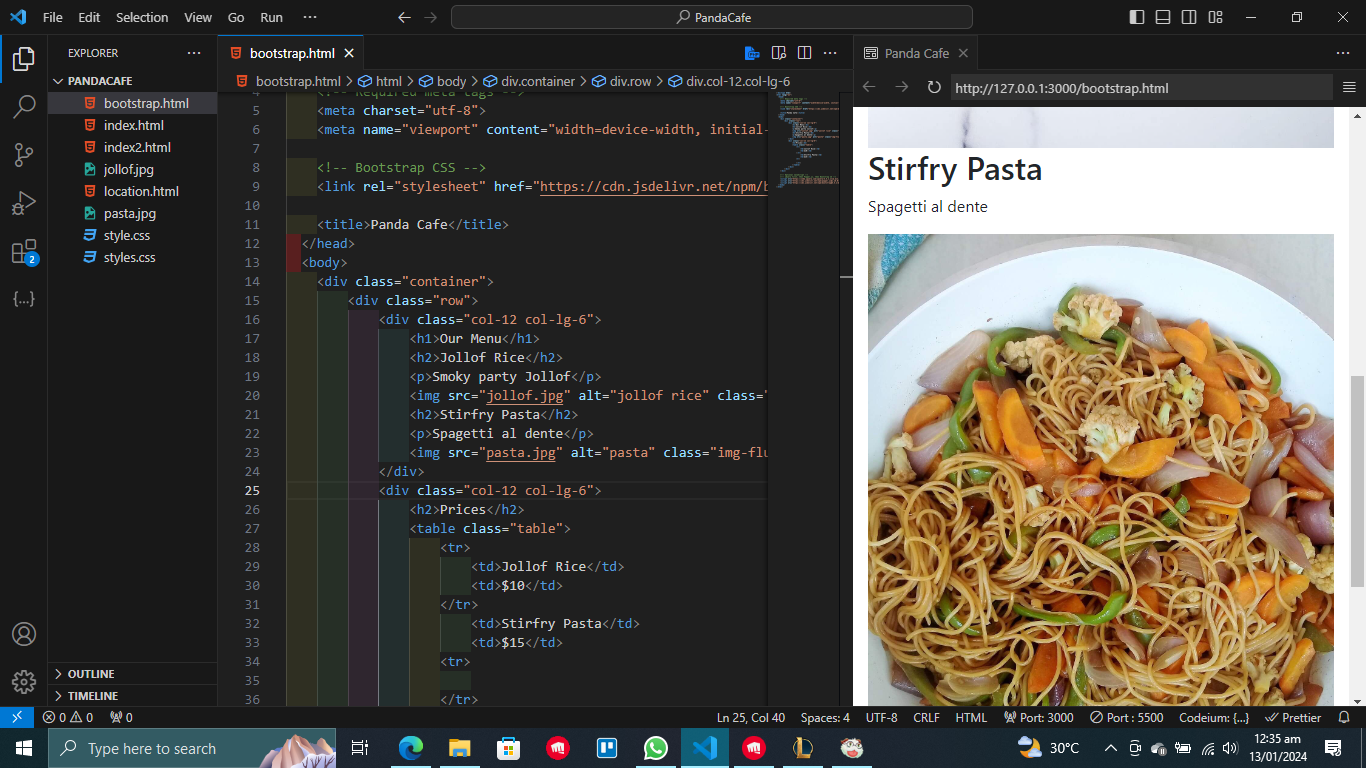 File Edit Selection View Go Run ···
PandaCafe
EXPLORER ···
PANDACAFE
bootstrap.html
index.html
index2.html
jollof.jpg
location.html
pasta.jpg
style.css
styles.css
2
{...}
OUTLINE
TIMELINE
bootstrap.html
bootstrap.html > html > body > div.container > div.row > div.col-12.col-lg-6
4 <!-- Required meta tags -->
5 <meta charset="utf-8">
6 <meta name="viewport" content="width=device-width, initial-
7
8 <!-- Bootstrap CSS -->
9 <link rel="stylesheet" href="https://cdn.jsdelivr.net/npm/b
10
11 <title>Panda Cafe</title>
12 </head>
13 <body>
14 <div class="container">
15 <div class="row">
16 <div class="col-12 col-lg-6">
17 <h1>Our Menu</h1>
18 <h2>Jollof Rice</h2>
19 <p>Smoky party Jollof</p>
20 <img src="jollof.jpg" alt="jollof rice" class="
21 <h2>Stirfry Pasta</h2>
22 <p>Spagetti al dente</p>
23 <img src="pasta.jpg" alt="pasta" class="img-flu
24 </div>
25 <div class="col-12 col-lg-6">
26 <h2>Prices</h2>
27 <table class="table">
28 <tr>
29 <td>Jollof Rice</td>
30 <td>$10</td>
31 </tr>
32 <td>Stirfry Pasta</td>
33 <td>$15</td>
34 <tr>
35
36 </tr>
Panda Cafe
http://127.0.0.1:3000/bootstrap.html
Stirfry Pasta
Spagetti al dente
0 0 0 Ln 25, Col 40 Spaces: 4 UTF-8 CRLF HTML Port: 3000 Port : 5500 Codeium: {...} Prettier
Type here to search
30°C
12:35 am
13/01/2024